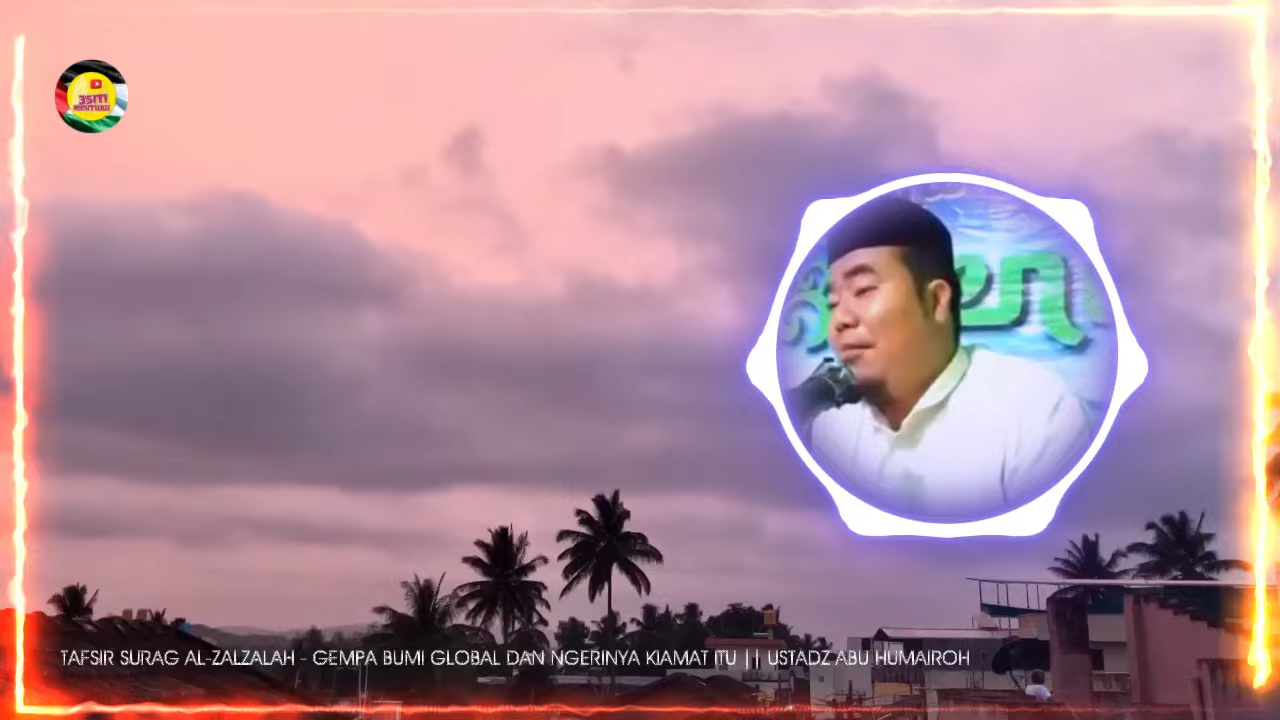 TAFSIR SURAG AL-ZALZALAH - GEMPA BUMI GLOBAL DAN NGERINYA KIAMAT ITU || USTADZ ABU HUMAIROH